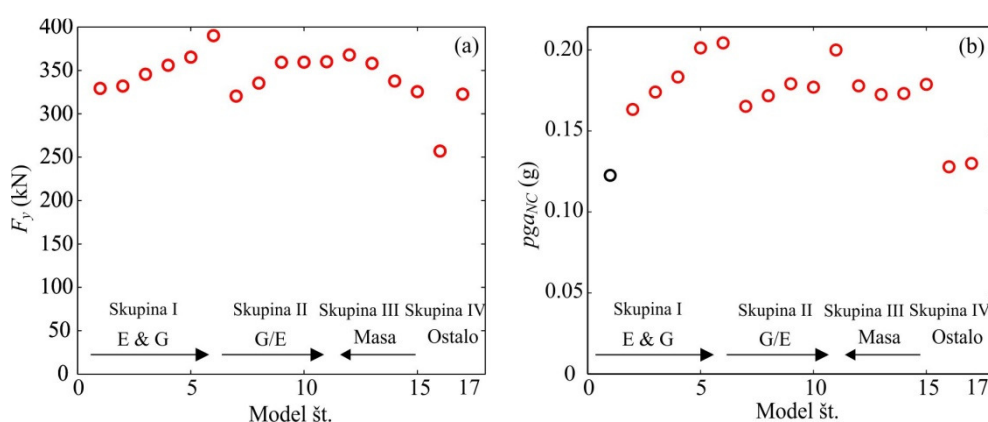 400
350
300
250
200
150
100
50
0
F_y (kN)
(a)
Skupina I
Skupina II
Skupina III
Skupina IV
E & G
G/E
Masa
Ostalo
0
5
10
15
17
Model št.
0.20
0.15
0.10
0.05
0
pga_NC (g)
(b)
Skupina I
Skupina II
Skupina III
Skupina IV
E & G
G/E
Masa
Ostalo
0
5
10
15
17
Model št.